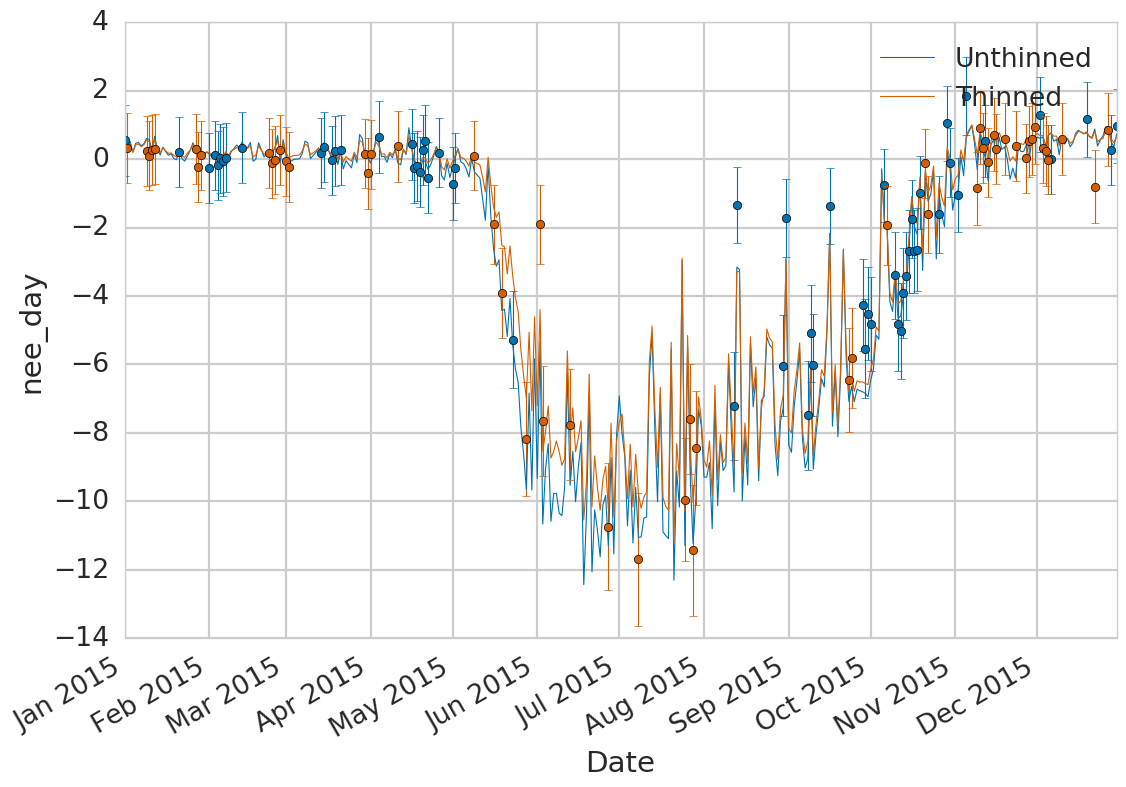 4
2
0
−2
−4
−6
−8
−10
−12
−14
nee_day
Unthinned
Thinned
Jan 2015
Feb 2015
Mar 2015
Apr 2015
May 2015
Jun 2015
Jul 2015
Aug 2015
Sep 2015
Oct 2015
Nov 2015
Dec 2015
Date